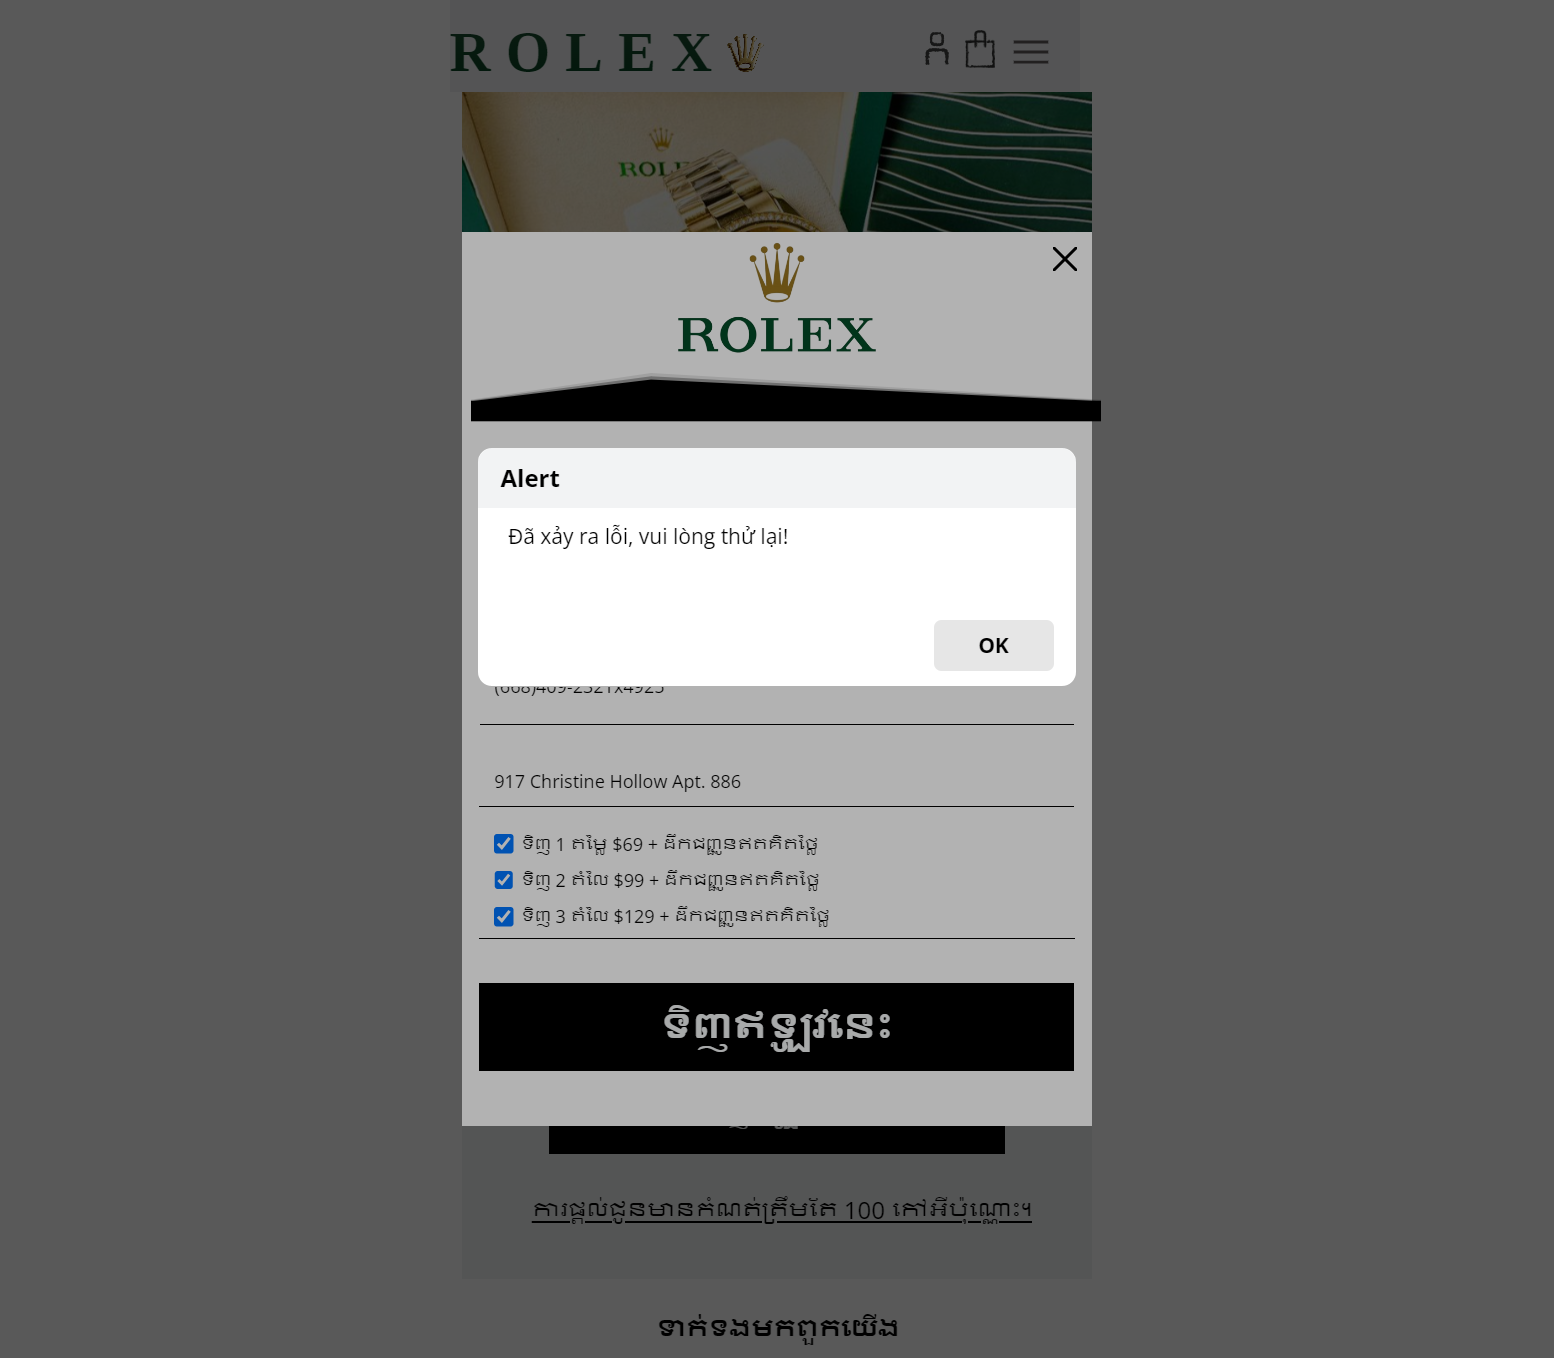 ROLEX
ROLEX
Alert
Đã xảy ra lỗi, vui lòng thử lại!
OK
(668)409-2321x4925
917 Christine Hollow Apt. 886
ទិញ 1 តម្លៃ $69 + ដឹកជញ្ជូនឥតគិតថ្លៃ
ទិញ 2 តំលៃ $99 + ដឹកជញ្ជូនឥតគិតថ្លៃ
ទិញ 3 តំលៃ $129 + ដឹកជញ្ជូនឥតគិតថ្លៃ
ទិញឥឡូវនេះ
ការផ្តល់ជូនមានកំណត់ត្រឹមតែ 100 កៅអីប៉ុណ្ណោះ។
ទាក់ទងមកពួកយើង